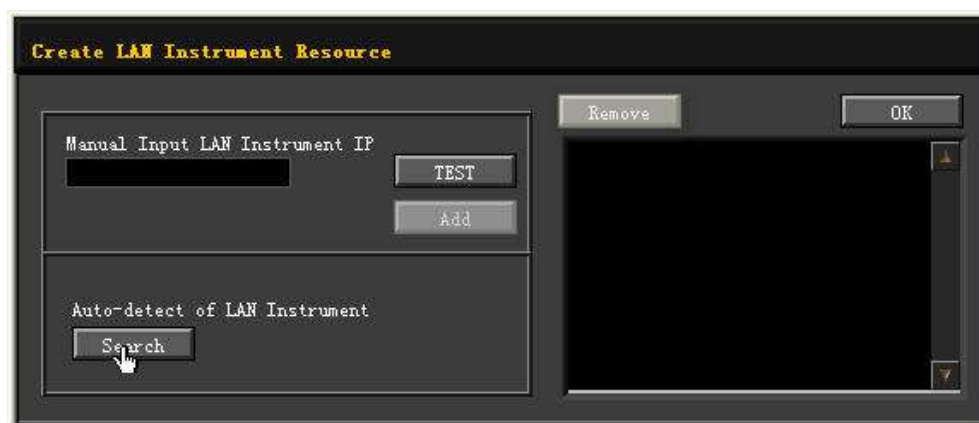 Create LAN Instrument Resource
Remove
OK
Manual Input LAN Instrument IP
TEST
Add
Auto-detect of LAN Instrument
Search